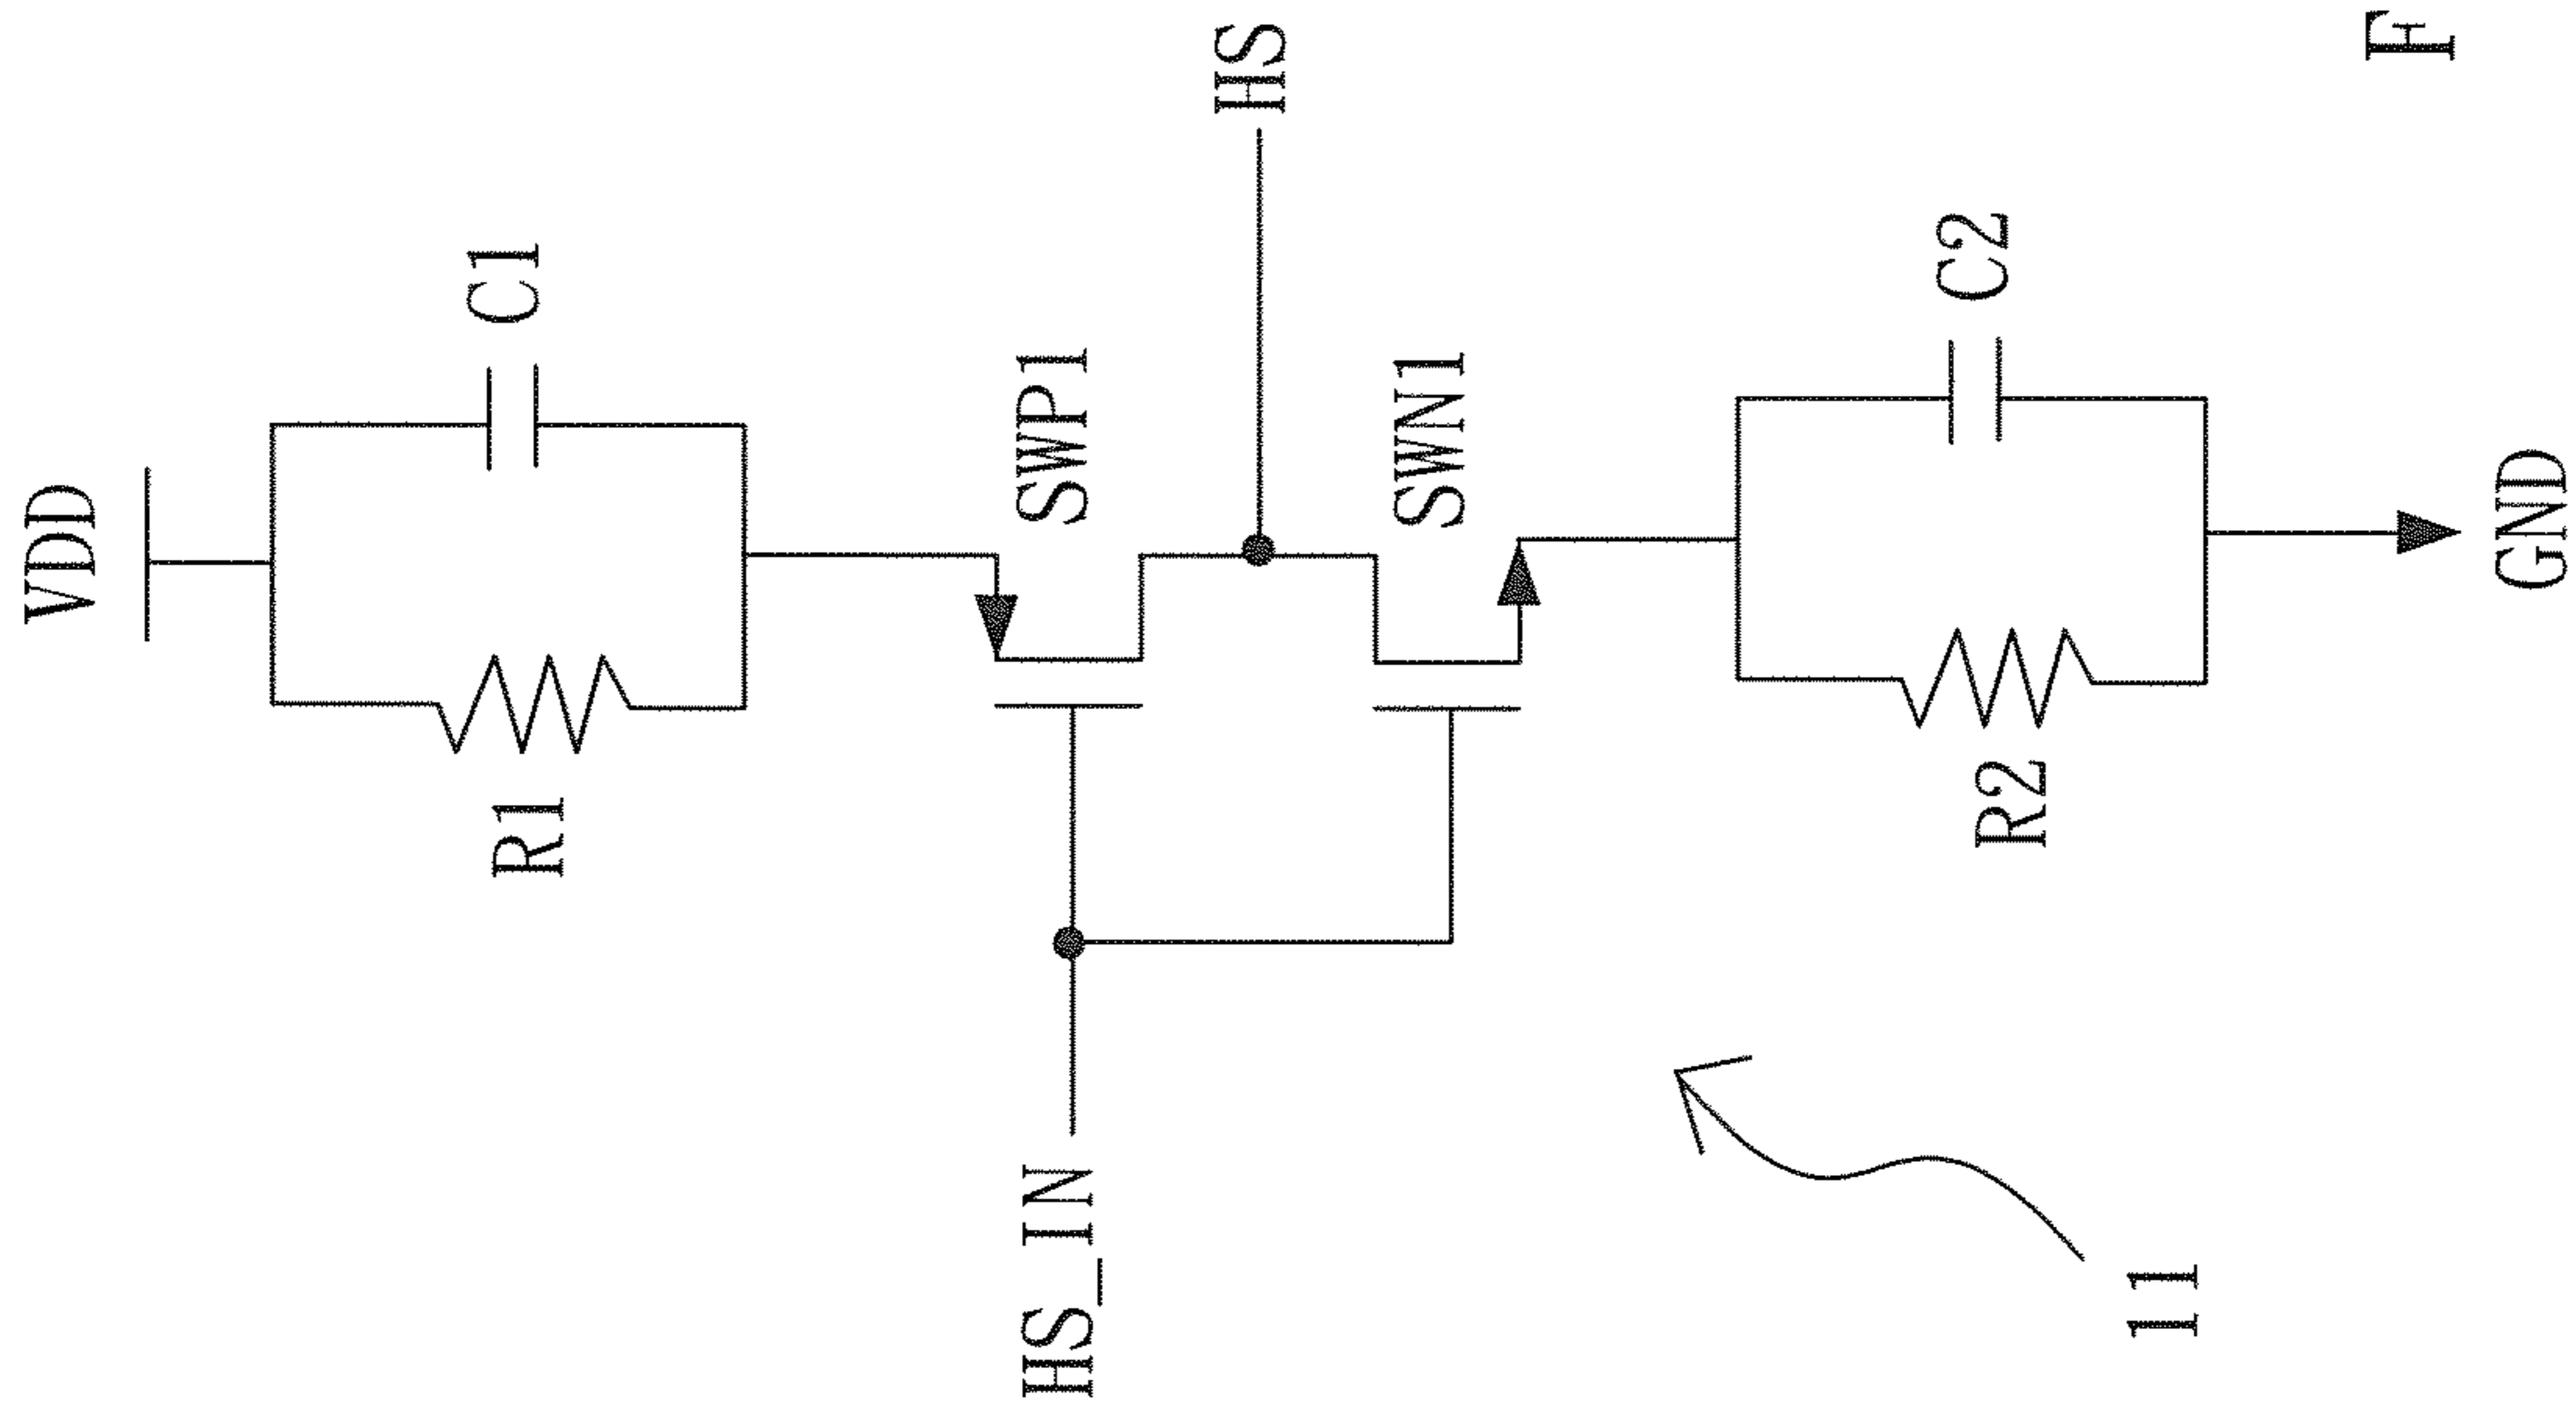 VDD
R1 C1
HS_IN SWP1
HS
SWN1
R2 C2
11
F
GND